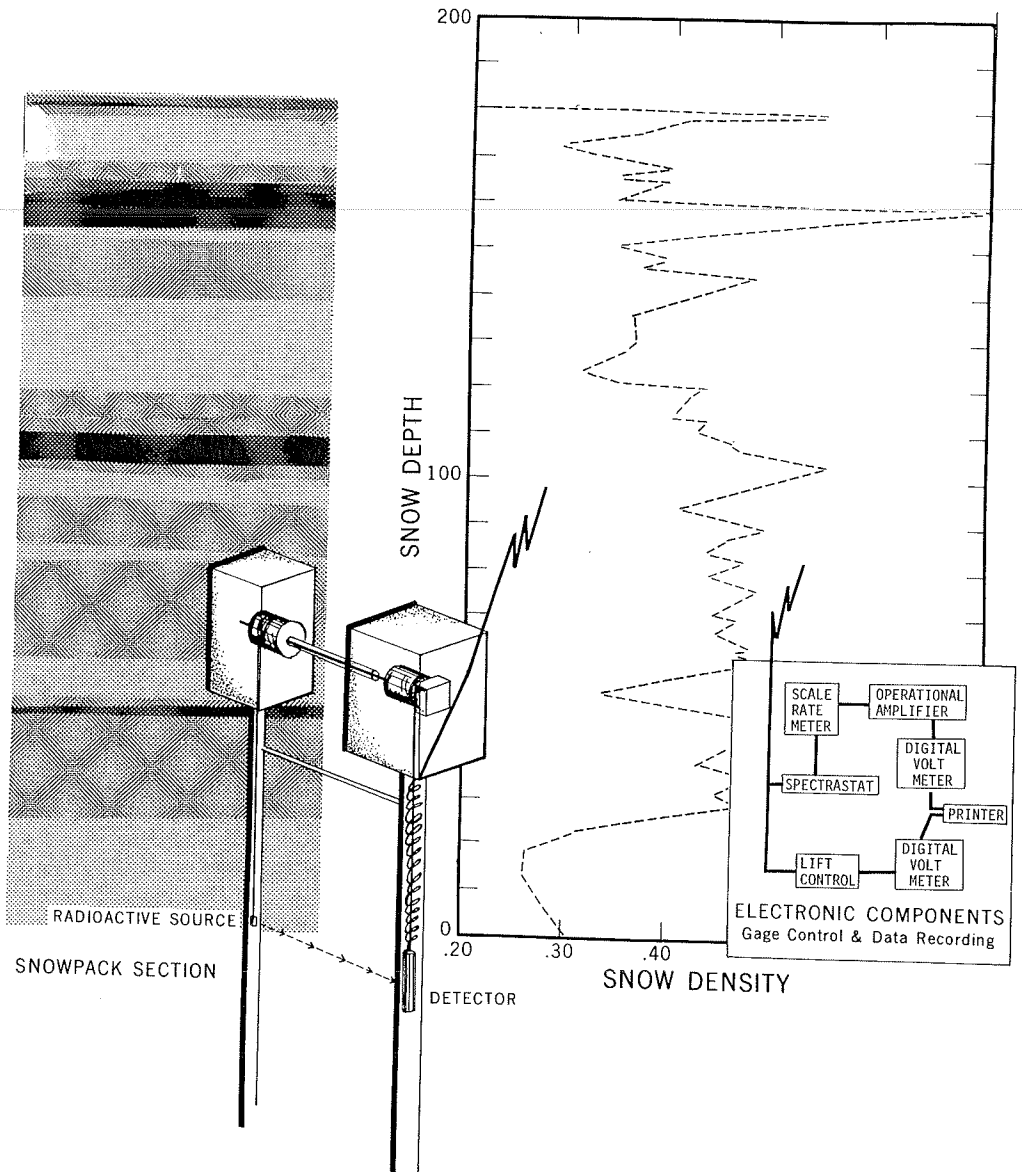 200
SNOW DEPTH
100
0
.20
.30
.40
SNOW DENSITY
RADIOACTIVE SOURCE
SNOWPACK SECTION
DETECTOR
SCALE
RATE
METER
OPERATIONAL
AMPLIFIER
DIGITAL
VOLT
METER
SPECTRASTAT
PRINTER
LIFT
CONTROL
DIGITAL
VOLT
METER
ELECTRONIC COMPONENTS
Gage Control & Data Recording